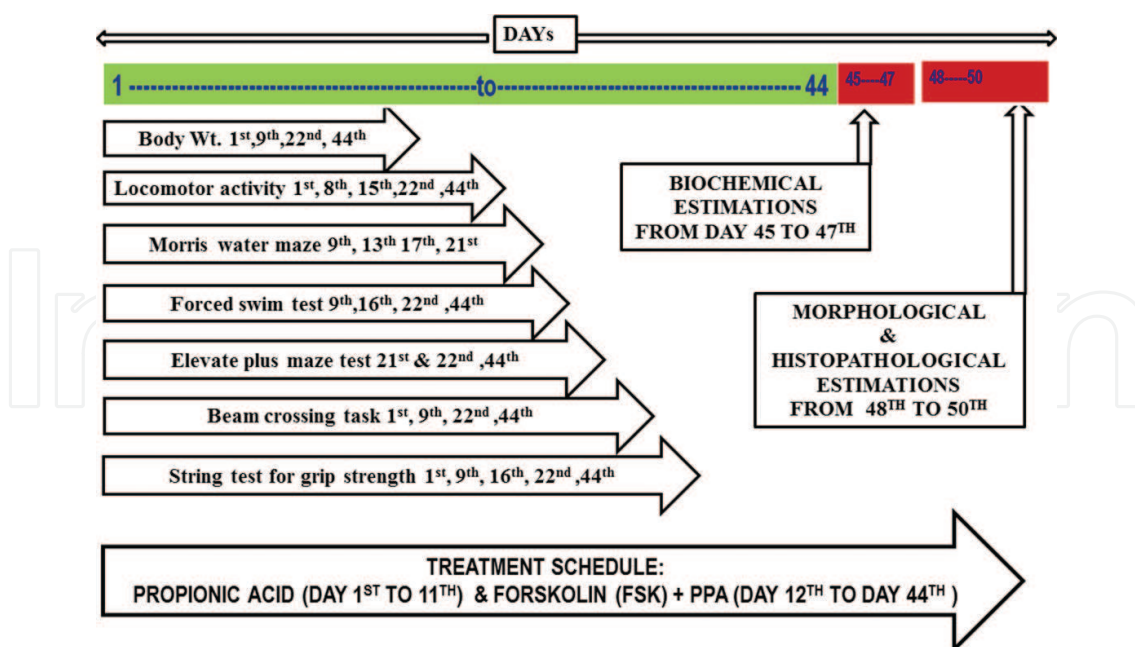 DAYs
1 ------------------------------------------to---------------------------------------- 44
45----47
48-----50
Body Wt. 1st,9th,22nd, 44th
Locomotor activity 1st, 8th, 15th,22nd ,44th
Morris water maze 9th, 13th 17th, 21st
Forced swim test 9th,16th, 22nd ,44th
Elevate plus maze test 21st & 22nd ,44th
Beam crossing task 1st, 9th, 22nd ,44th
String test for grip strength 1st, 9th, 16th, 22nd ,44th
BIOCHEMICAL
ESTIMATIONS
FROM DAY 45 TO 47TH
MORPHOLOGICAL
&
HISTOPATHOLOGICAL
ESTIMATIONS
FROM 48TH TO 50TH
TREATMENT SCHEDULE:
PROPIONIC ACID (DAY 1ST TO 11TH) & FORSKOLIN (FSK) + PPA (DAY 12TH TO DAY 44TH )